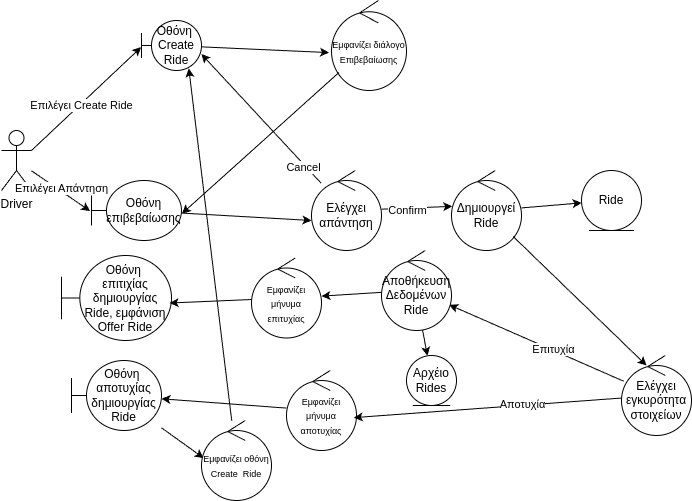 Οθόνη
Create
Ride
Εμφανίζει διάλογο
Επιβεβαίωσης
Επιλέγει Create Ride
Driver
Επιλέγει Απάντηση
Οθόνη
επιβεβαίωσης
Cancel
Ελέγχει
απάντηση
Confirm
Δημιουργεί
Ride
Ride
Οθόνη
επιτιχίας
δημιουργίας
Ride, εμφάνιση
Offer Ride
Εμφανίζει
μήνυμα
επιτυχίας
Αποθήκευση
Δεδομένων
Ride
Επιτυχία
Αρχείο
Rides
Ελέγχει
εγκυρότητα
στοιχείων
Αποτυχία
Οθόνη
αποτυχίας
δημιουργίας
Ride
Εμφανίζει
μήνυμα
αποτυχίας
Εμφανίζει οθόνη
Create Ride